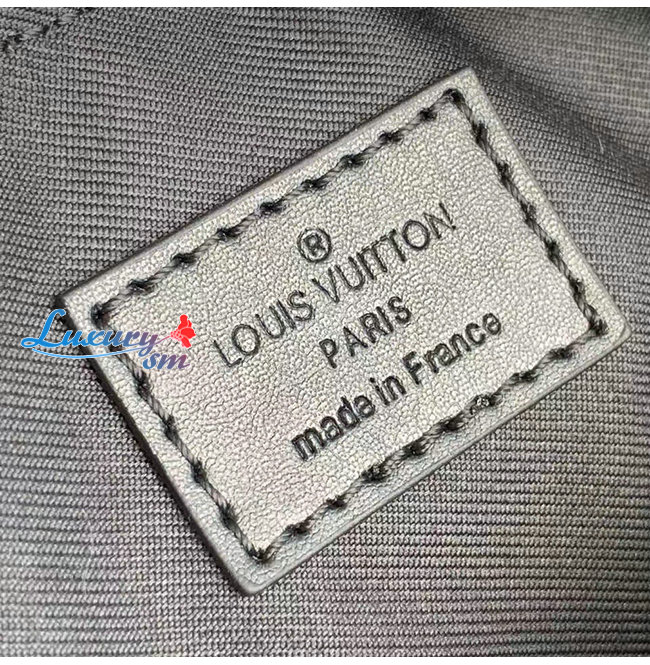 ®
LOUIS VUITTON
PARIS
made in France
Luxury
sm